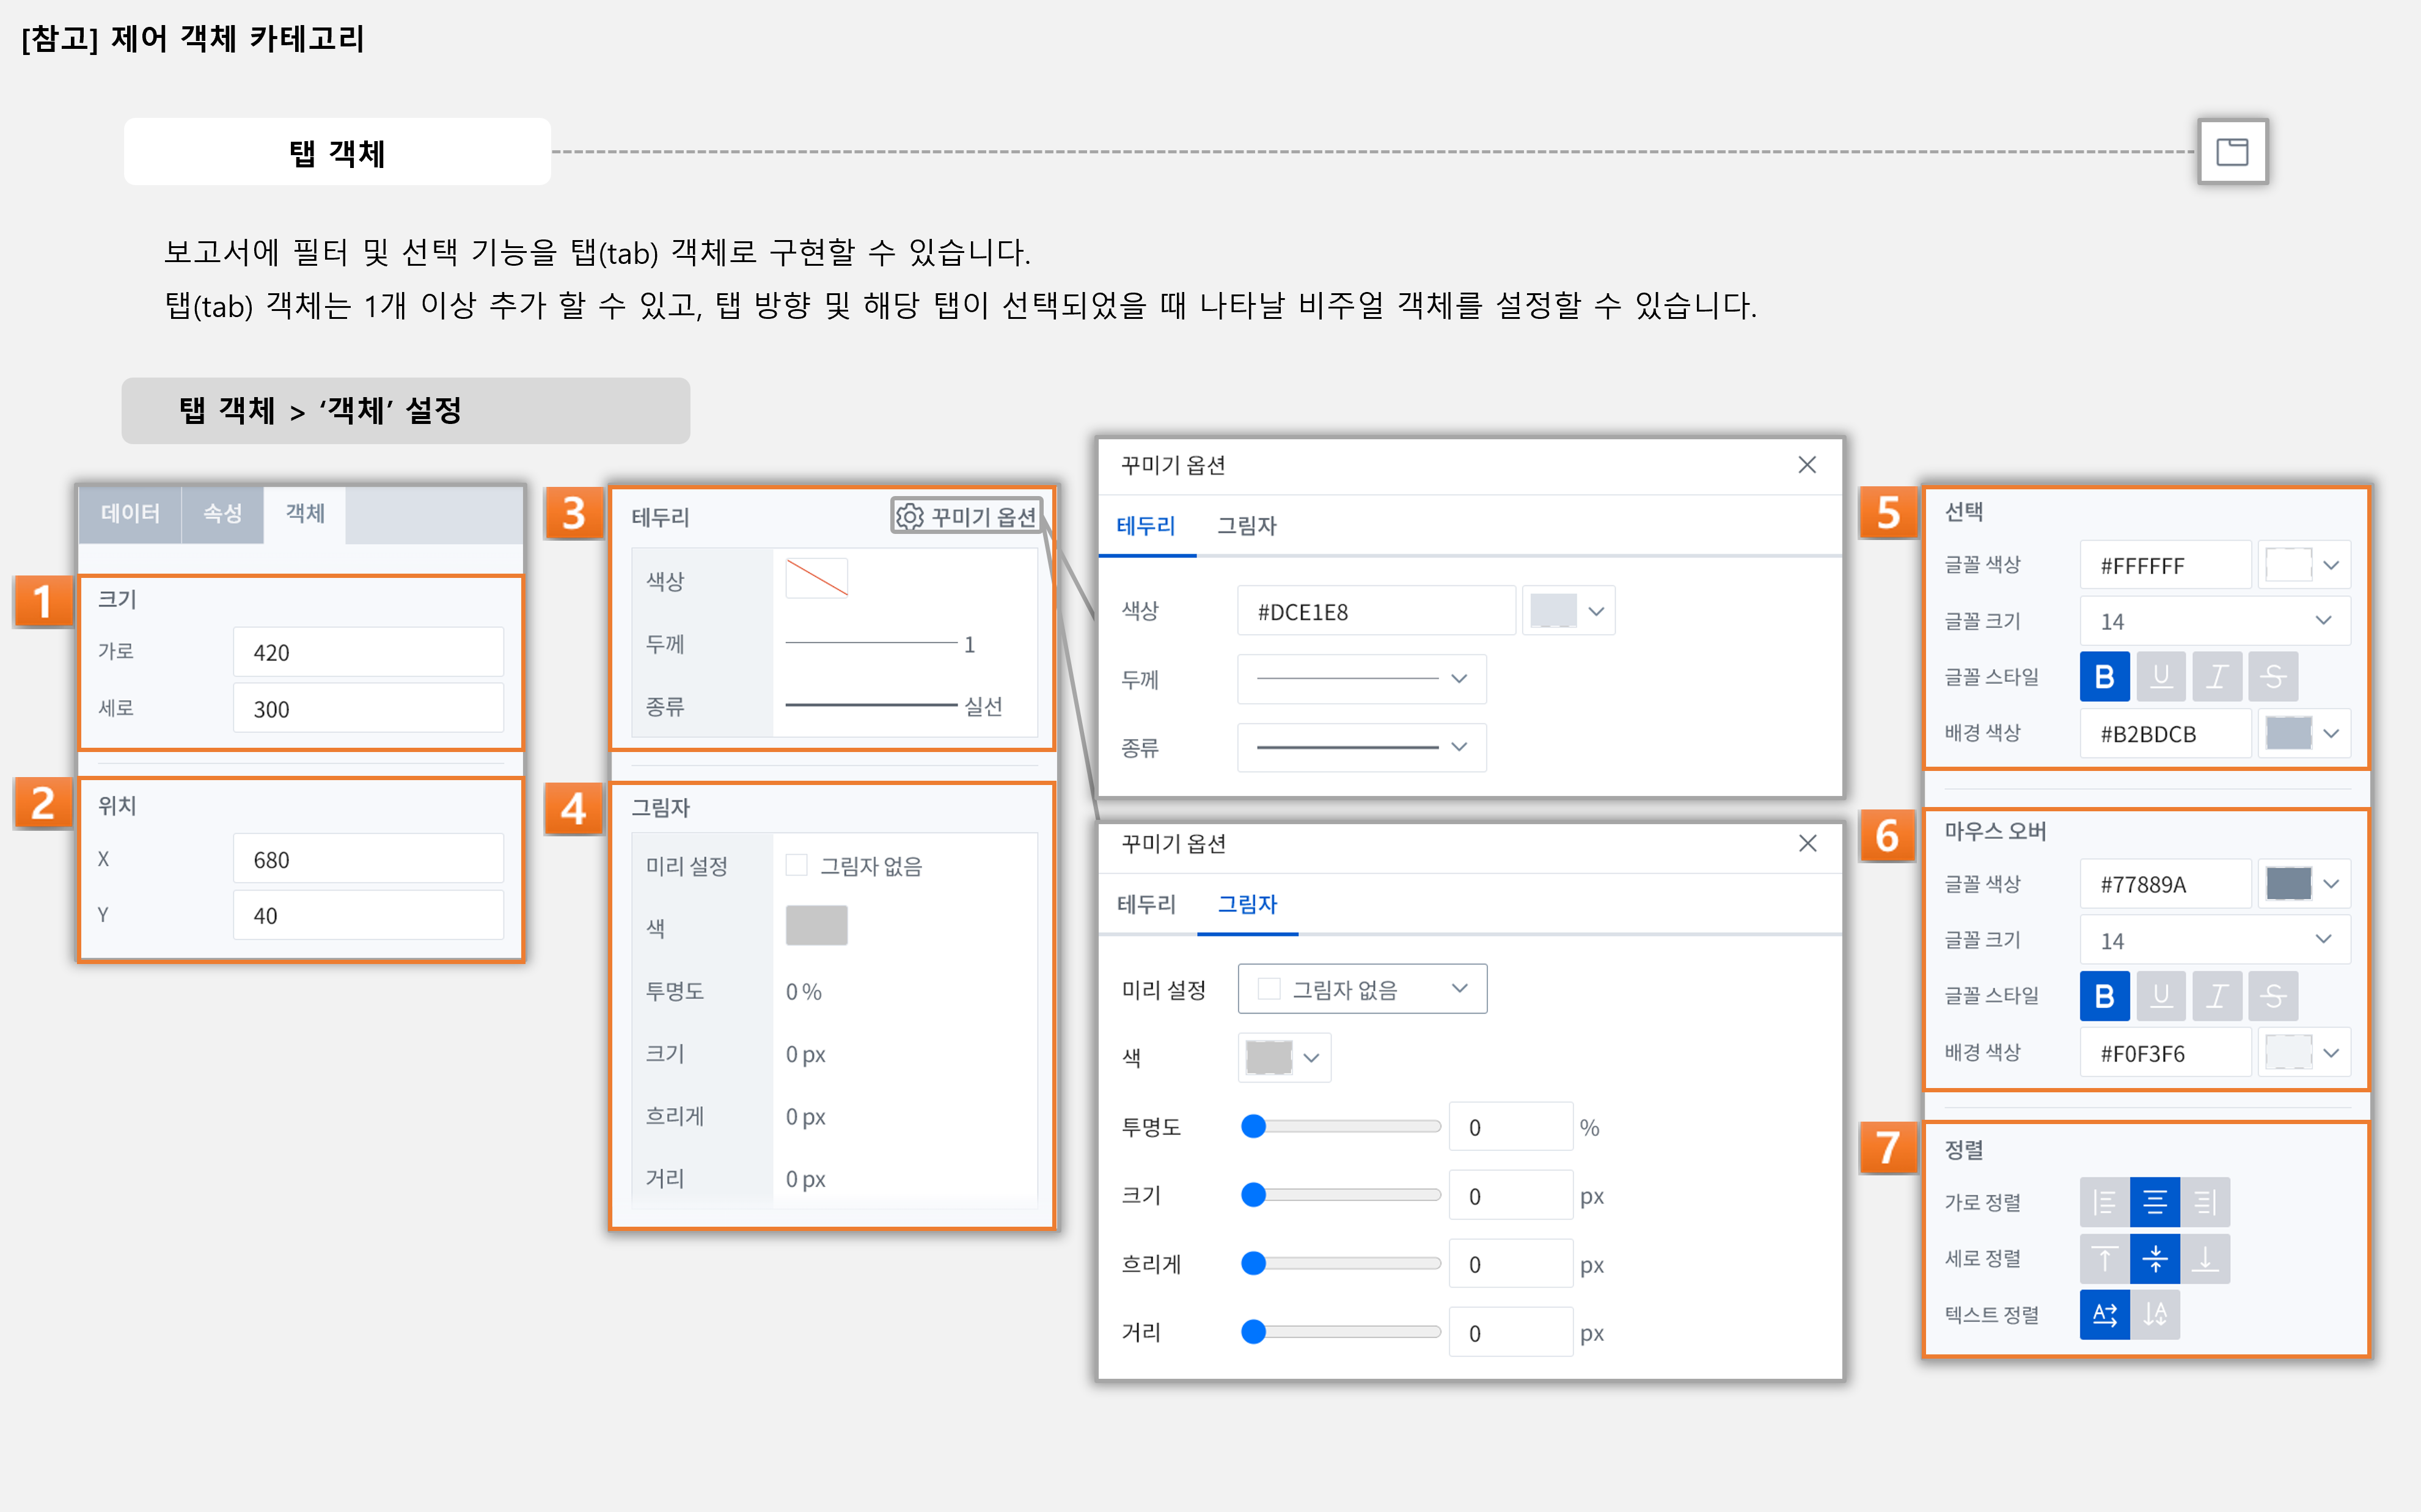 [참고] 제어 객체 카테고리
탭 객체
보고서에 필터 및 선택 기능을 탭(tab) 객체로 구현할 수 있습니다.
탭(tab) 객체는 1개 이상 추가 할 수 있고, 탭 방향 및 해당 탭이 선택되었을 때 나타날 비주얼 객체를 설정할 수 있습니다.
탭 객체 > ‘객체’ 설정
데이터 속성 객체
1
크기
가로 420
세로 300
2
위치
X 680
Y 40
3
테두리 꾸미기 옵션
색상
두께 1
종류 실선
4
그림자
미리 설정 그림자 없음
색
투명도 0 %
크기 0 px
흐리게 0 px
거리 0 px
꾸미기 옵션
테두리 그림자
색상 #DCE1E8
두께
종류
꾸미기 옵션
테두리 그림자
미리 설정 그림자 없음
색
투명도 0 %
크기 0 px
흐리게 0 px
거리 0 px
5
선택
글꼴 색상 #FFFFFF
글꼴 크기 14
글꼴 스타일 B U I S
배경 색상 #B2BDCB
6
마우스 오버
글꼴 색상 #77889A
글꼴 크기 14
글꼴 스타일 B U I S
배경 색상 #F0F3F6
7
정렬
가로 정렬
세로 정렬
텍스트 정렬 A A